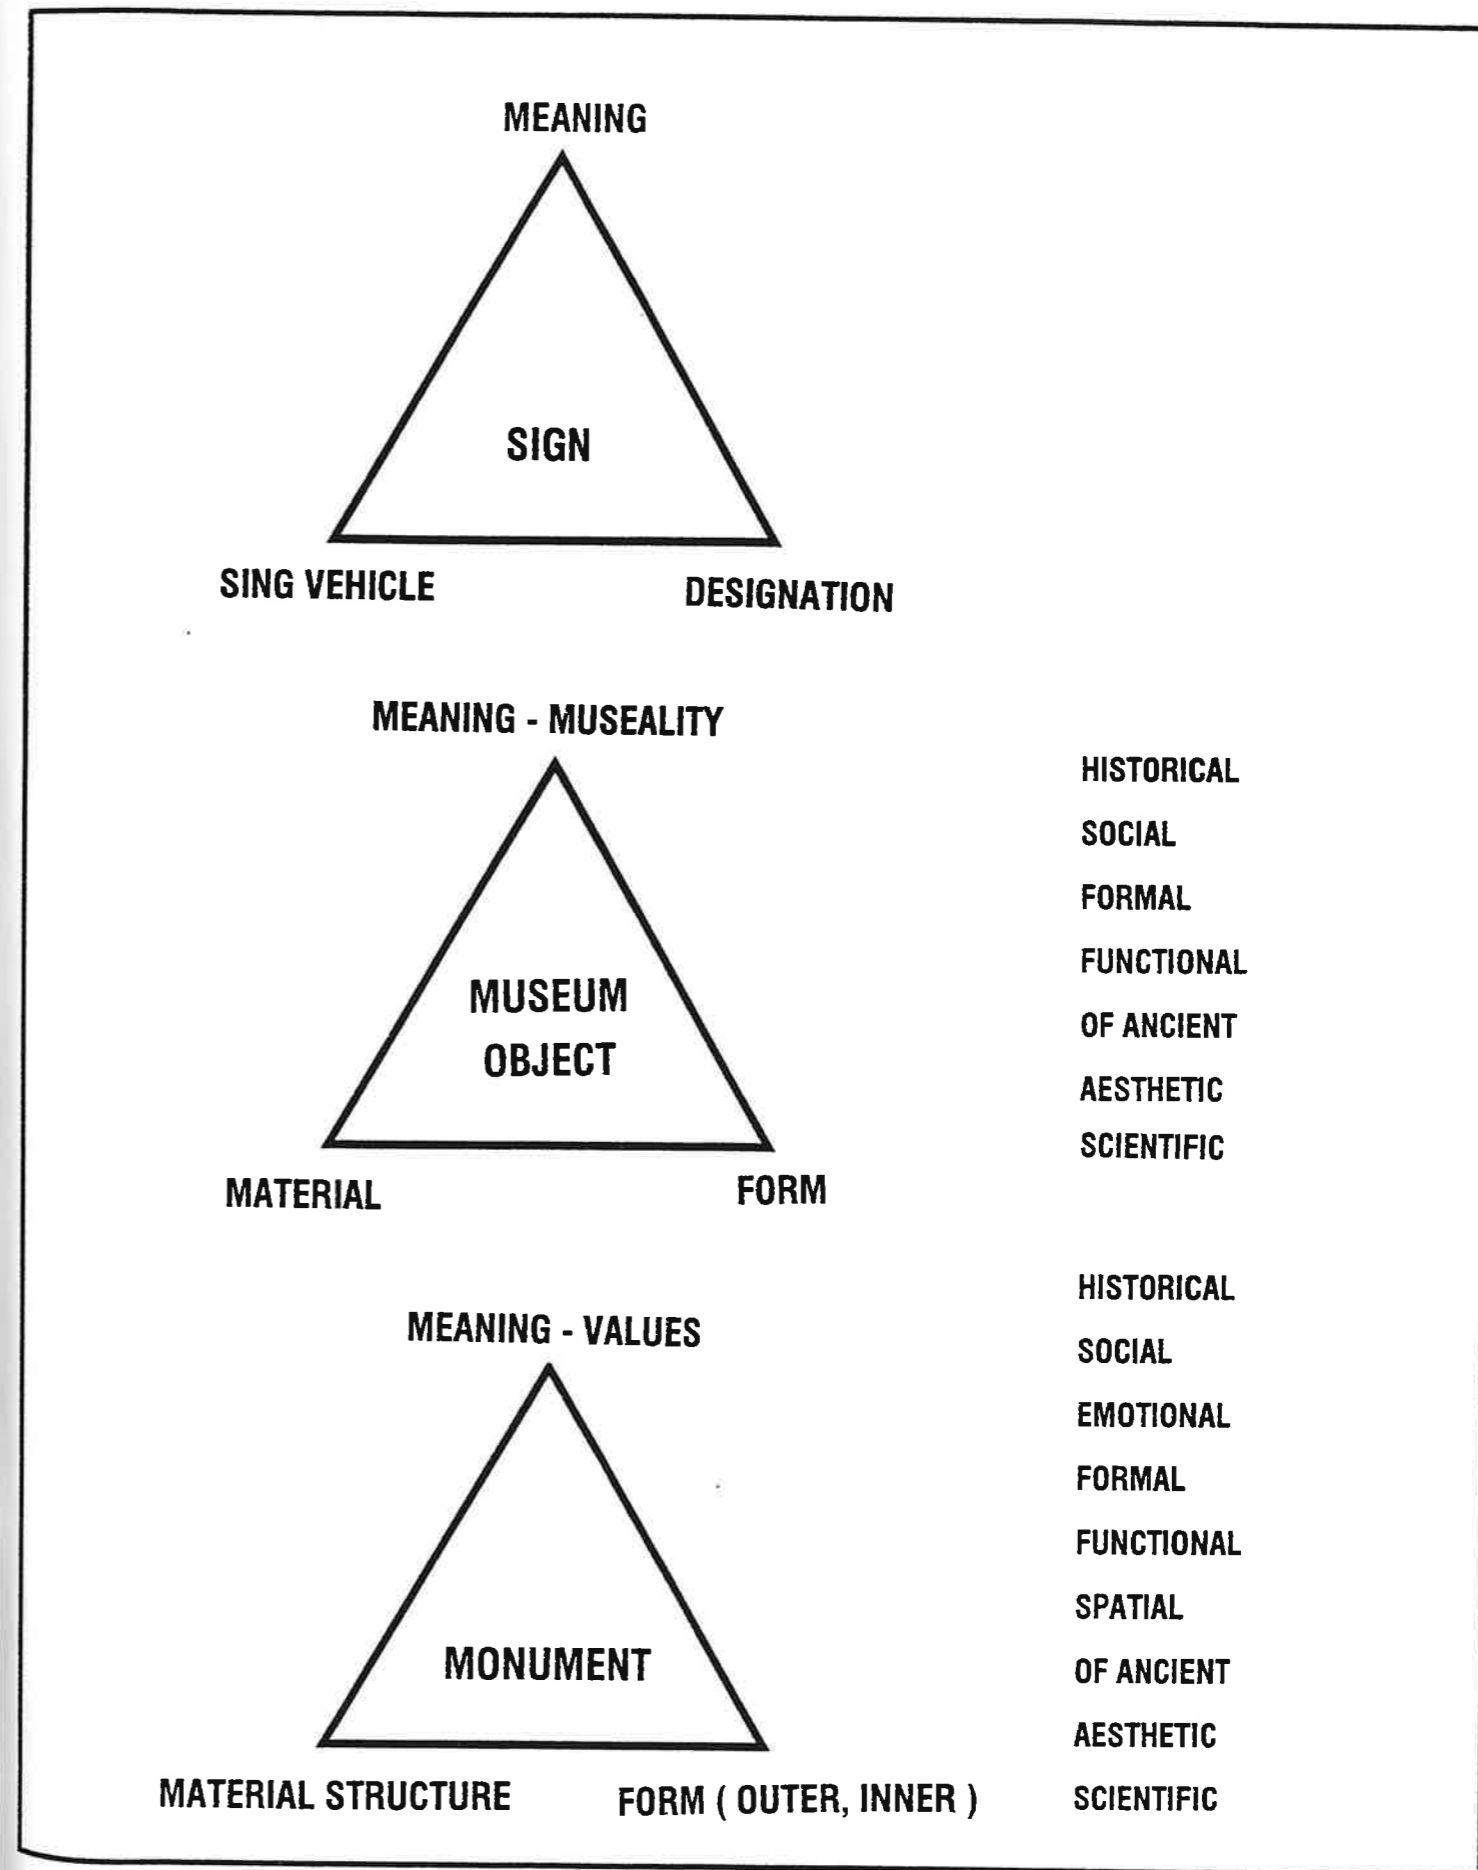 MEANING
SIGN
SING VEHICLE
DESIGNATION
MEANING - MUSEALITY
MUSEUM
OBJECT
MATERIAL
FORM
HISTORICAL
SOCIAL
FORMAL
FUNCTIONAL
OF ANCIENT
AESTHETIC
SCIENTIFIC
MEANING - VALUES
MONUMENT
MATERIAL STRUCTURE
FORM ( OUTER, INNER )
HISTORICAL
SOCIAL
EMOTIONAL
FORMAL
FUNCTIONAL
SPATIAL
OF ANCIENT
AESTHETIC
SCIENTIFIC